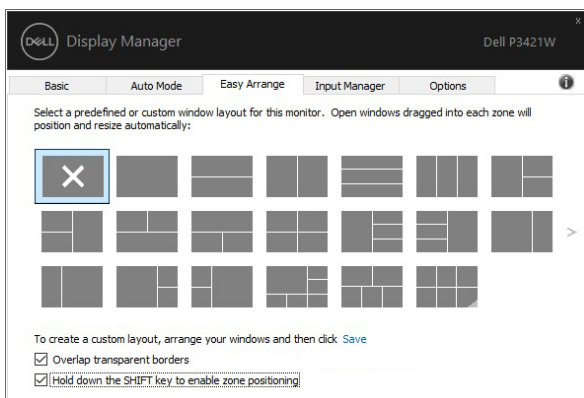 DELL Display Manager
Dell P3421W
x
Basic Auto Mode Easy Arrange Input Manager Options i
Select a predefined or custom window layout for this monitor. Open windows dragged into each zone will
position and resize automatically:
>
To create a custom layout, arrange your windows and then click Save
Overlap transparent borders
Hold down the SHIFT key to enable zone positioning